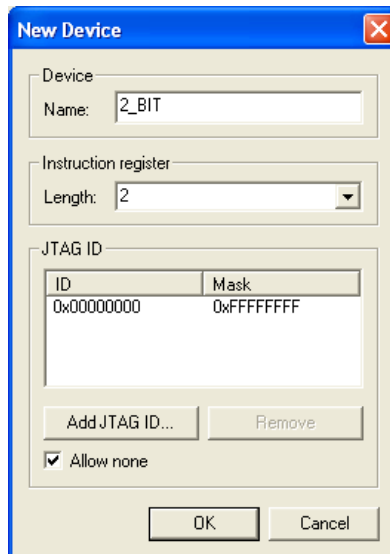 New Device
Device
Name: 2_BIT
Instruction register
Length: 2
JTAG ID
ID Mask
0x00000000 0xFFFFFFFF
Add JTAG ID... Remove
Allow none
OK Cancel